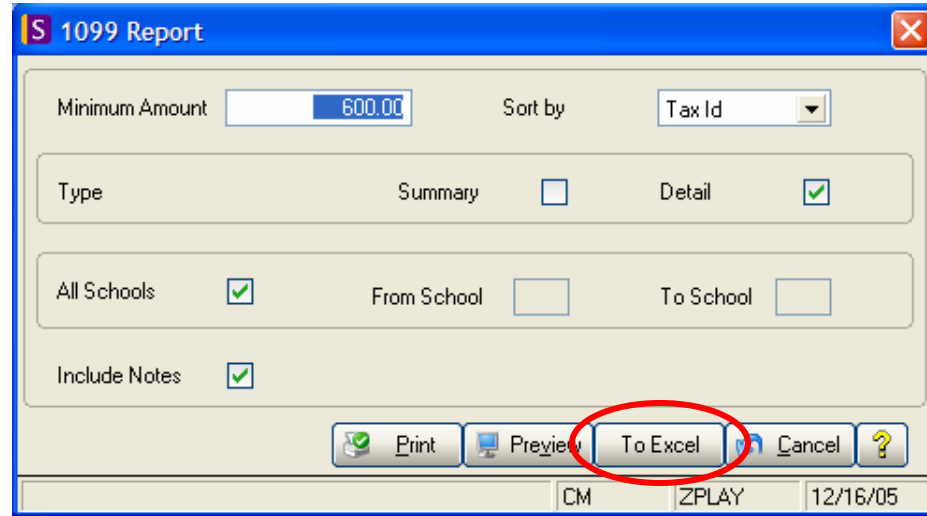 S 1099 Report
Minimum Amount 600.00 Sort by Tax Id
Type Summary Detail
All Schools From School To School
Include Notes
Print Preview To Excel Cancel ?
CM ZPLAY 12/16/05